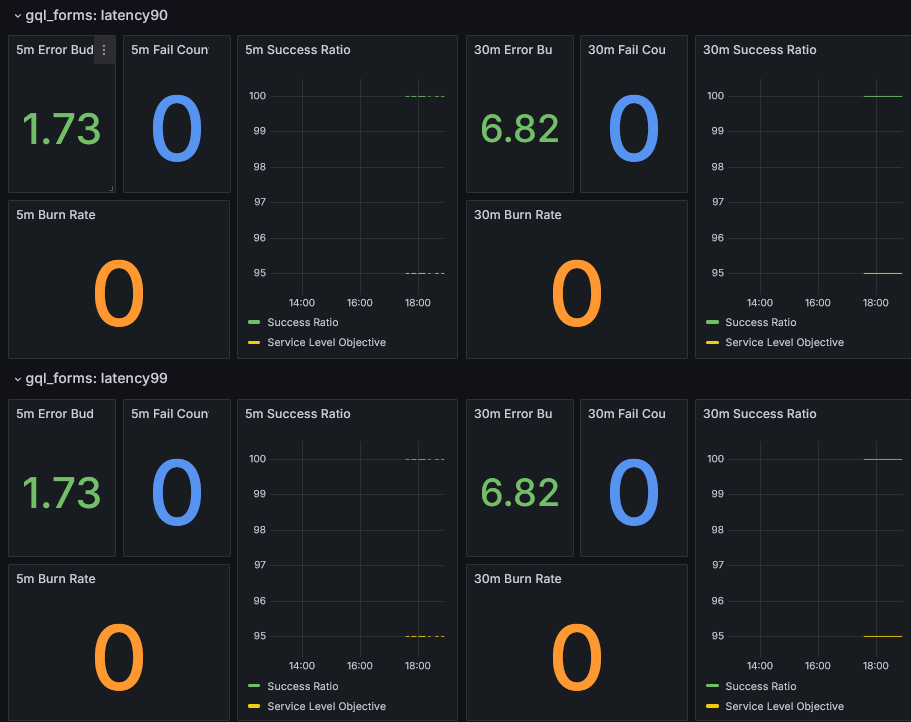 gql_forms: latency90
5m Error Bud
5m Fail Coun
5m Success Ratio
30m Error Bu
30m Fail Cou
30m Success Ratio
1.73
0
100
99
98
97
96
95
14:00
16:00
18:00
Success Ratio
Service Level Objective
6.82
0
100
99
98
97
96
95
14:00
16:00
18:00
Success Ratio
Service Level Objective
5m Burn Rate
0
30m Burn Rate
0
gql_forms: latency99
5m Error Bud
5m Fail Coun
5m Success Ratio
30m Error Bu
30m Fail Cou
30m Success Ratio
1.73
0
100
99
98
97
96
95
14:00
16:00
18:00
Success Ratio
Service Level Objective
6.82
0
100
99
98
97
96
95
14:00
16:00
18:00
Success Ratio
Service Level Objective
5m Burn Rate
0
30m Burn Rate
0